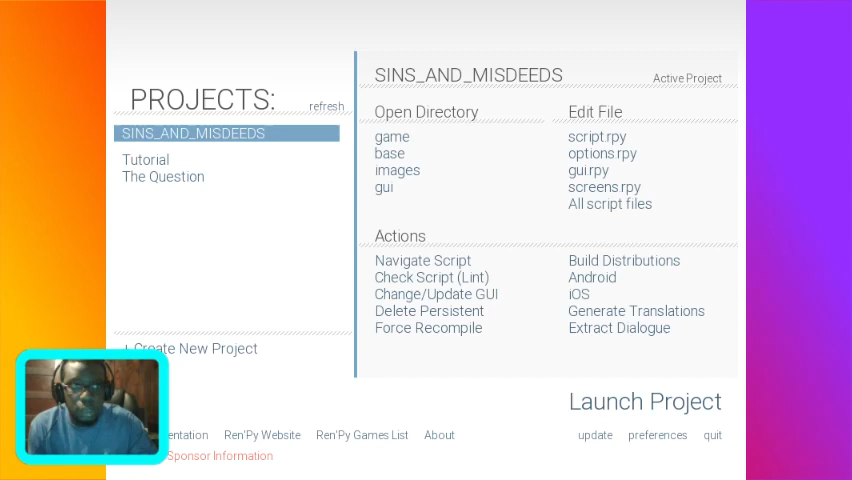 PROJECTS:
refresh
SINS_AND_MISDEEDS
Tutorial
The Question
Create New Project
SINS_AND_MISDEEDS
Active Project
Open Directory
game
base
images
gui
Edit File
script.rpy
options.rpy
gui.rpy
screens.rpy
All script files
Actions
Navigate Script
Check Script (Lint)
Change/Update GUI
Delete Persistent
Force Recompile
Build Distributions
Android
iOS
Generate Translations
Extract Dialogue
Launch Project
Ren'Py Website Ren'Py Games List About
update preferences quit
Sponsor Information